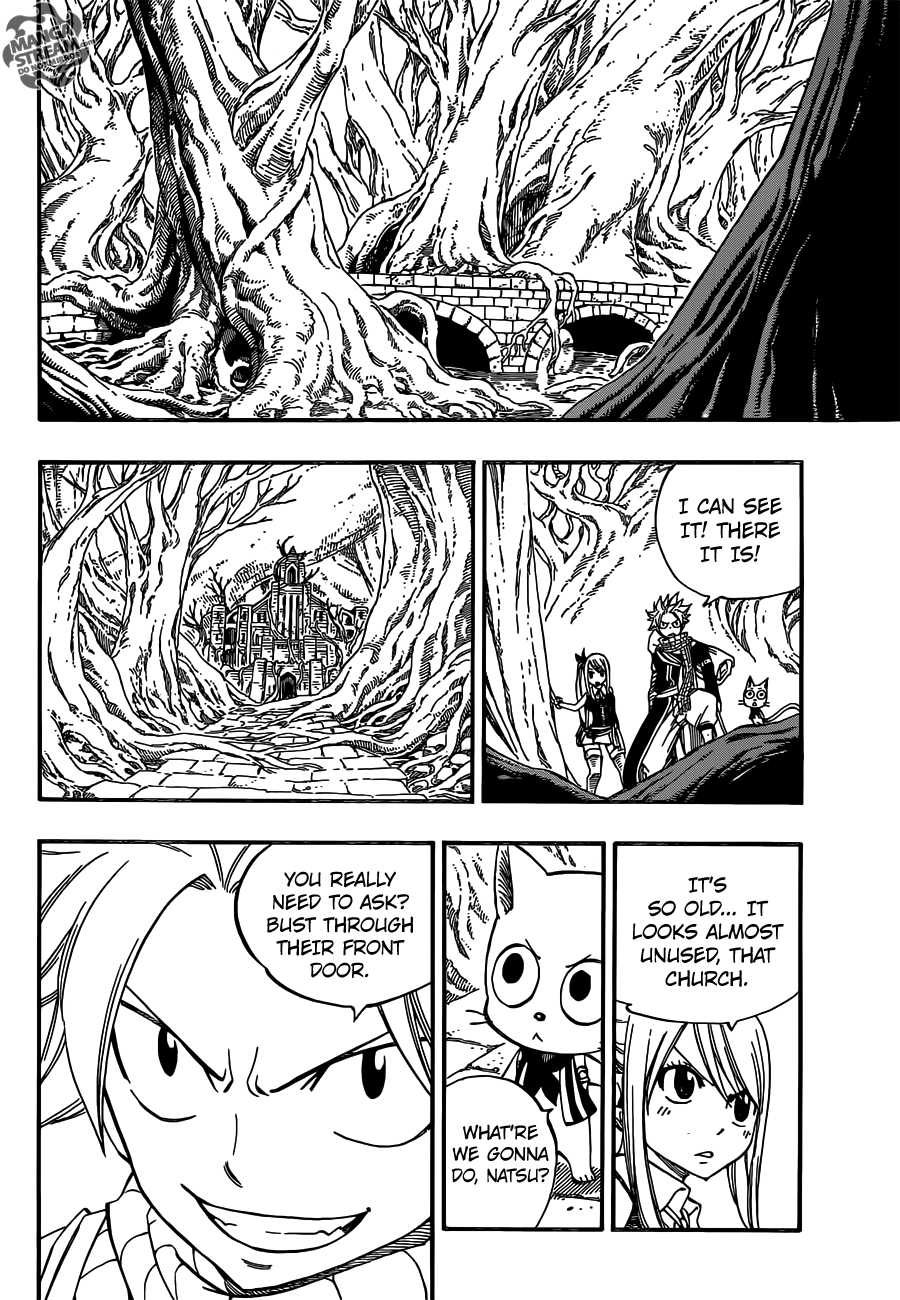 MANGA
STREAM
I CAN SEE
IT! THERE
IT IS!
IT'S
SO OLD... IT
LOOKS ALMOST
UNUSED, THAT
CHURCH.
WHAT'RE
WE GONNA
DO, NATSU?
YOU REALLY
NEED TO ASK?
BUST THROUGH
THEIR FRONT
DOOR.